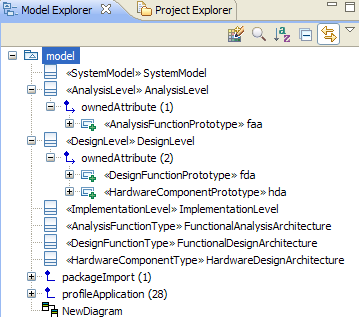 Model Explorer
Project Explorer
model
«SystemModel» SystemModel
«AnalysisLevel» AnalysisLevel
ownedAttribute (1)
«AnalysisFunctionPrototype» faa
«DesignLevel» DesignLevel
ownedAttribute (2)
«DesignFunctionPrototype» fda
«HardwareComponentPrototype» hda
«ImplementationLevel» ImplementationLevel
«AnalysisFunctionType» FunctionalAnalysisArchitecture
«DesignFunctionType» FunctionalDesignArchitecture
«HardwareComponentType» HardwareDesignArchitecture
packageImport (1)
profileApplication (28)
NewDiagram